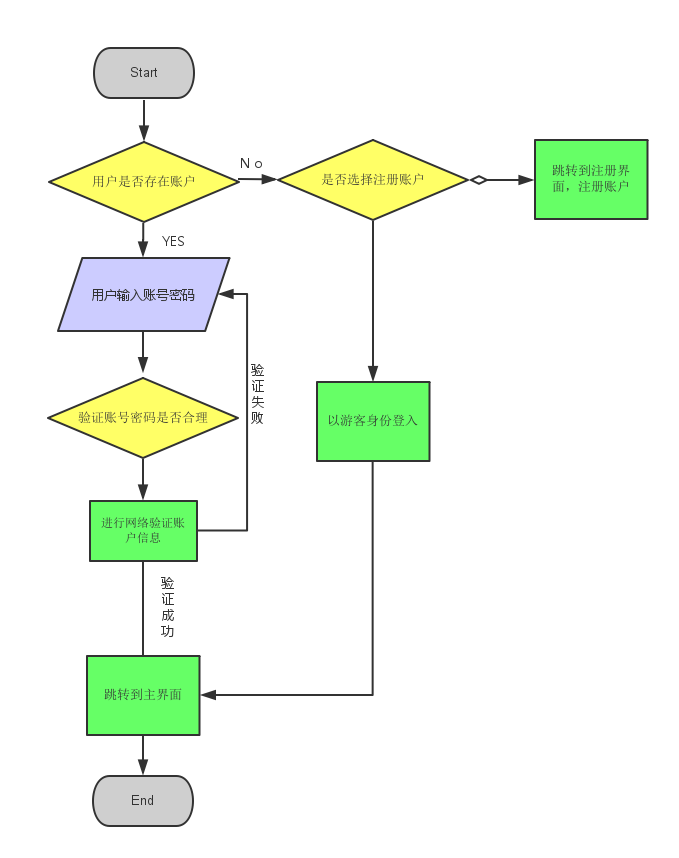 Start
用户是否存在账户
No
是否选择注册账户
跳转到注册界
面，注册账户
YES
用户输入账号密码
验证失败
验证账号密码是否合理
以游客身份登入
进行网络验证账
户信息
验证成功
跳转到主界面
End